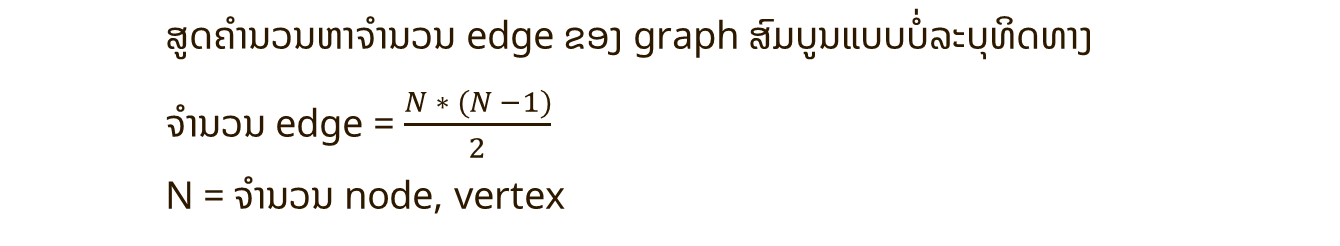 ສູດຄຳນວນຫາຈຳນວນ edge ຂອງ graph ສົມບູນແບບບໍ່ລະບຸທິດທາງ
ຈຳນວນ edge = \frac{N * (N - 1)}{2}
N = ຈຳນວນ node, vertex